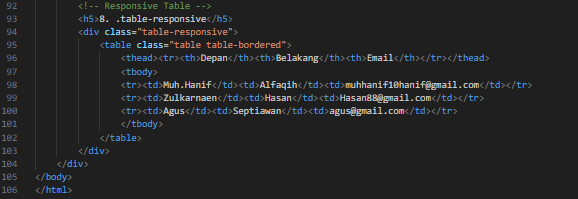 92 <!-- Responsive Table -->
93 <h5>8. .table-responsive</h5>
94 <div class="table-responsive">
95 <table class="table table-bordered">
96 <thead><tr><th>Depan</th><th>Belakang</th><th>Email</th></tr></thead>
97 <tbody>
98 <tr><td>Muh.Hanif</td><td>Alfaqih</td><td>muhhanif10hanif@gmail.com</td></tr>
99 <tr><td>Zulkarnaen</td><td>Hasan</td><td>Hasan88@gmail.com</td></tr>
100 <tr><td>Agus</td><td>Septiawan</td><td>agus@gmail.com</td></tr>
101 </tbody>
102 </table>
103 </div>
104 </div>
105 </body>
106 </html>